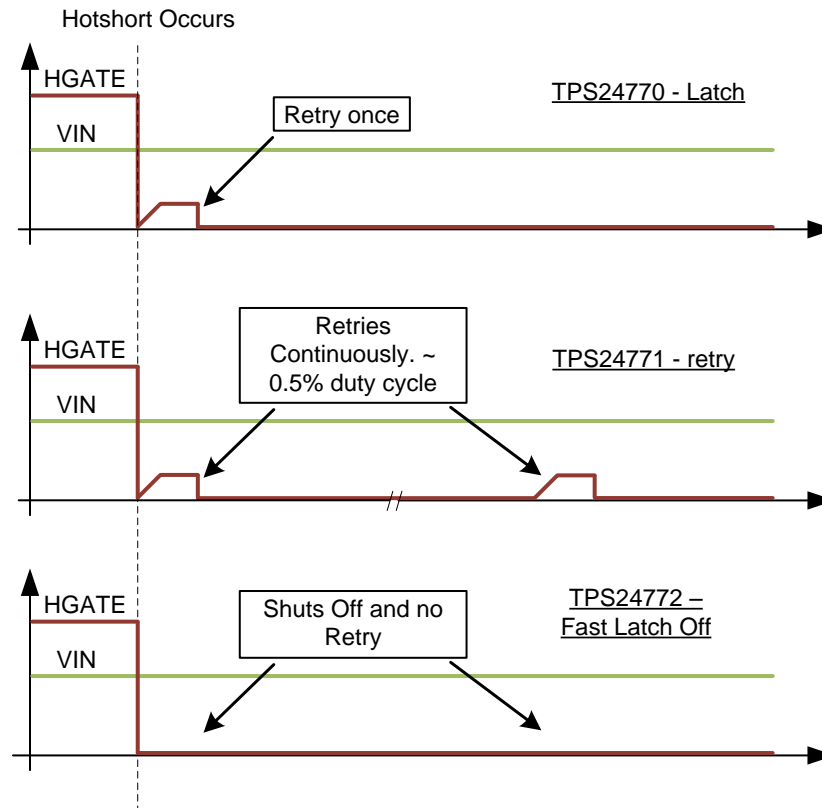 Hotshort Occurs
HGATE
TPS24770 - Latch
Retry once
VIN
Retries
Continuously. ~
0.5% duty cycle
HGATE
TPS24771 - retry
VIN
HGATE
Shuts Off and no
Retry
TPS24772 –
Fast Latch Off
VIN